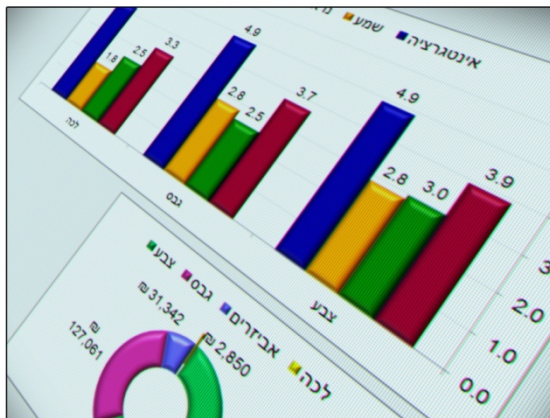 אינטגרציה שמע
4.9 2.8 3.0 3.9
4.9 2.8 2.5 3.7
1.8 2.5 3.3
צבע גבס לכה
0.0
1.0
2.0
צבע גבס אביזרים לכה
₪ 31,342
₪ 2,850
₪ 127,061